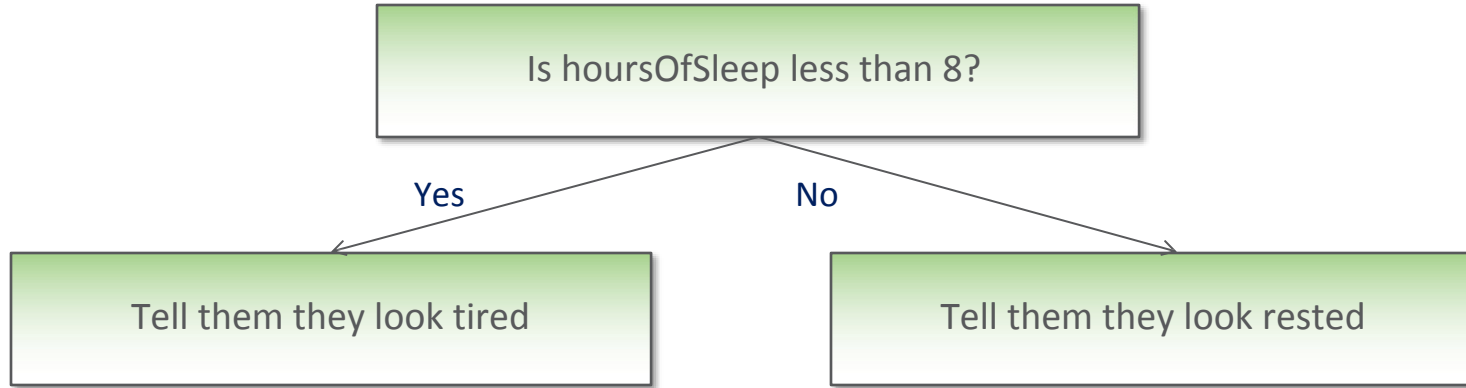 Is hoursOfSleep less than 8?
Yes
No
Tell them they look tired
Tell them they look rested